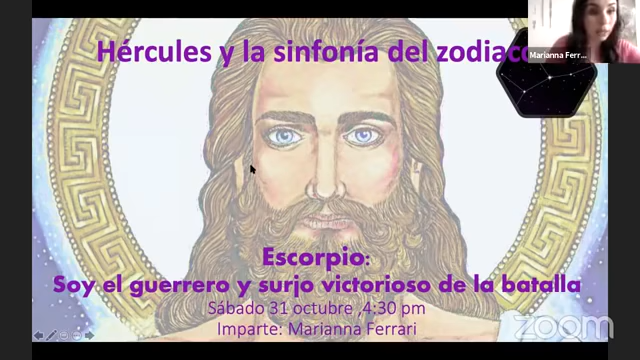 Hércules y la sinfonía del zodiaco
Marianna Ferr...
Escorpio:
Soy el guerrero y surjo victorioso de la batalla
Sábado 31 octubre ,4:30 pm
Imparte: Marianna Ferrari
zoom